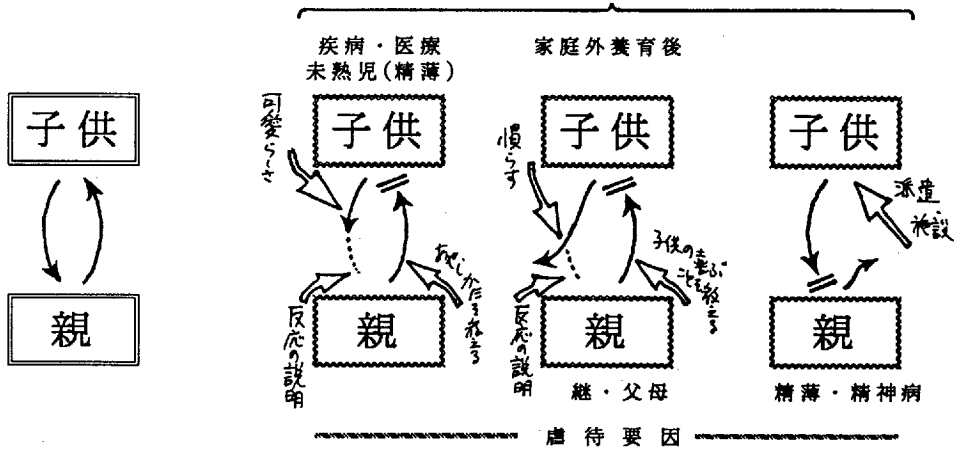 疾病・医療
未熟児(精薄)
家庭外養育後
子供
子供
子供
子供
可愛らしさ
慣らす
派遣
施設
あやしかたを教える
子供の喜ぶ
ことを教える
反応の説明
反応の説明
親
親
親
親
継・父母
精薄・精神病
虐待要因